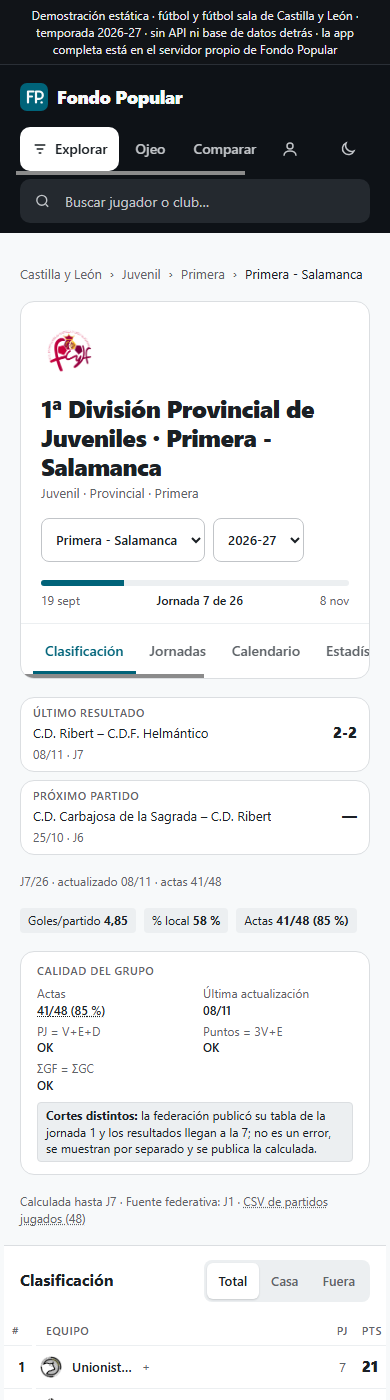 Demostración estática · fútbol y fútbol sala de Castilla y León ·
temporada 2026-27 · sin API ni base de datos detrás · la app
completa está en el servidor propio de Fondo Popular
FP Fondo Popular
Explorar Ojeo Comparar
Buscar jugador o club...
Castilla y León › Juvenil › Primera › Primera - Salamanca
fcyf
1ª División Provincial de
Juveniles · Primera -
Salamanca
Juvenil · Provincial · Primera
Primera - Salamanca 2026-27
19 sept Jornada 7 de 26 8 nov
Clasificación Jornadas Calendario Estadís
ÚLTIMO RESULTADO
C.D. Ribert – C.D.F. Helmántico 2-2
08/11 · J7
PRÓXIMO PARTIDO
C.D. Carbajosa de la Sagrada – C.D. Ribert —
25/10 · J6
J7/26 · actualizado 08/11 · actas 41/48
Goles/partido 4,85 % local 58 % Actas 41/48 (85 %)
CALIDAD DEL GRUPO
Actas Última actualización
41/48 (85 %) 08/11
PJ = V+E+D Puntos = 3V+E
OK OK
ΣGF = ΣGC
OK
Cortes distintos: la federación publicó su tabla de la
jornada 1 y los resultados llegan a la 7; no es un error,
se muestran por separado y se publica la calculada.
Calculada hasta J7 · Fuente federativa: J1 · CSV de partidos
jugados (48)
Clasificación Total Casa Fuera
# EQUIPO PJ PTS
1 Unionist... + 7 21